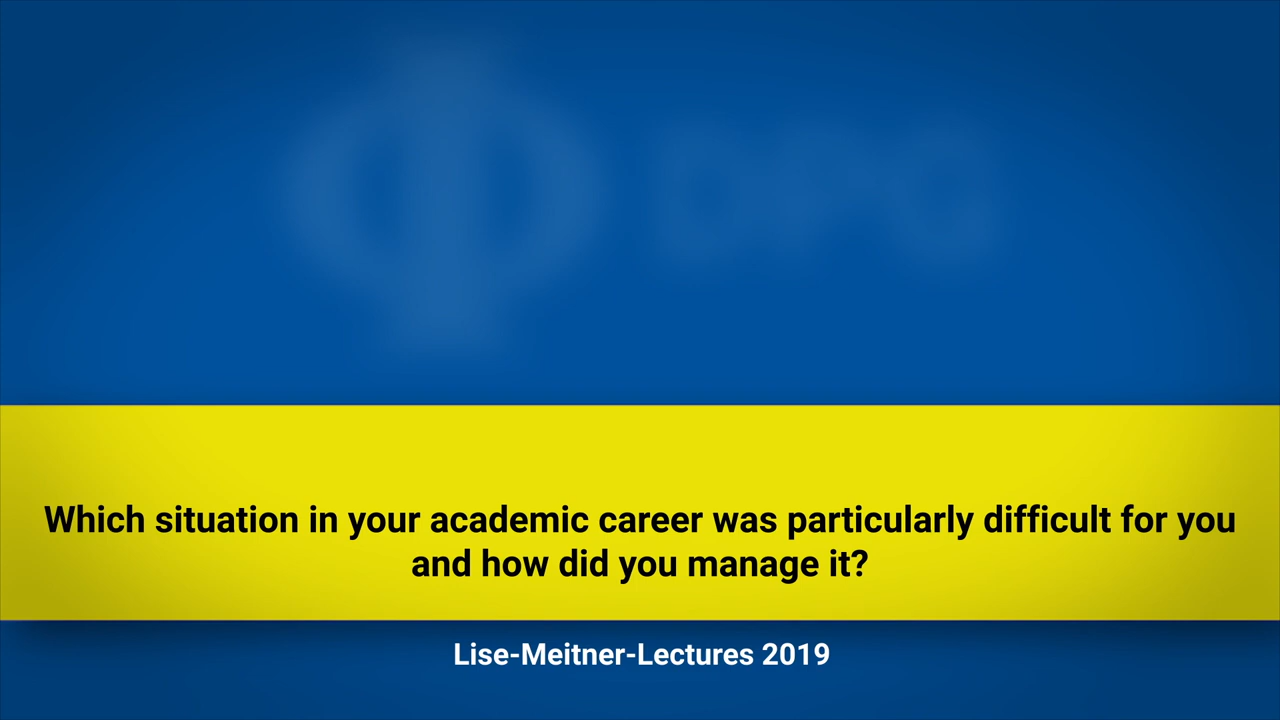 Φ DPG
Which situation in your academic career was particularly difficult for you
and how did you manage it?
Lise-Meitner-Lectures 2019